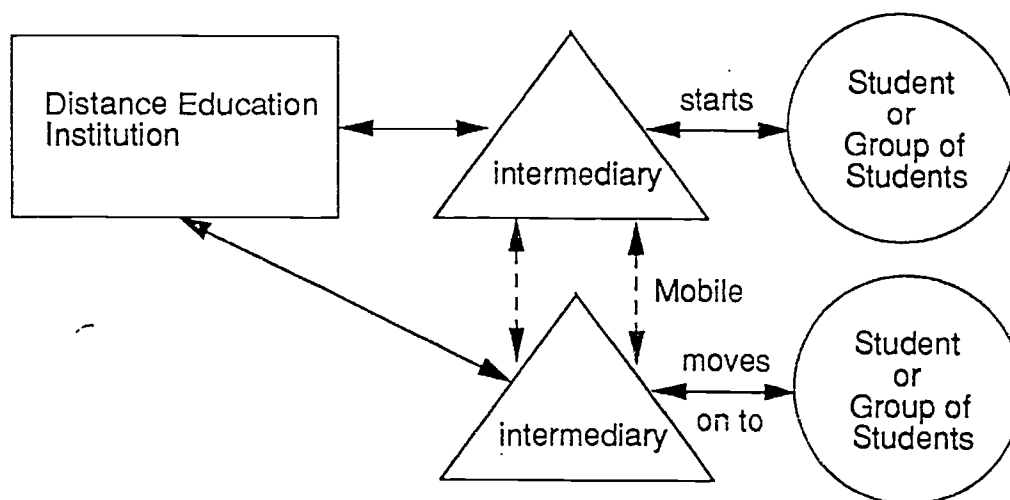 Distance Education
Institution
intermediary
starts
Student
or
Group of
Students
Mobile
intermediary
moves
on to
Student
or
Group of
Students